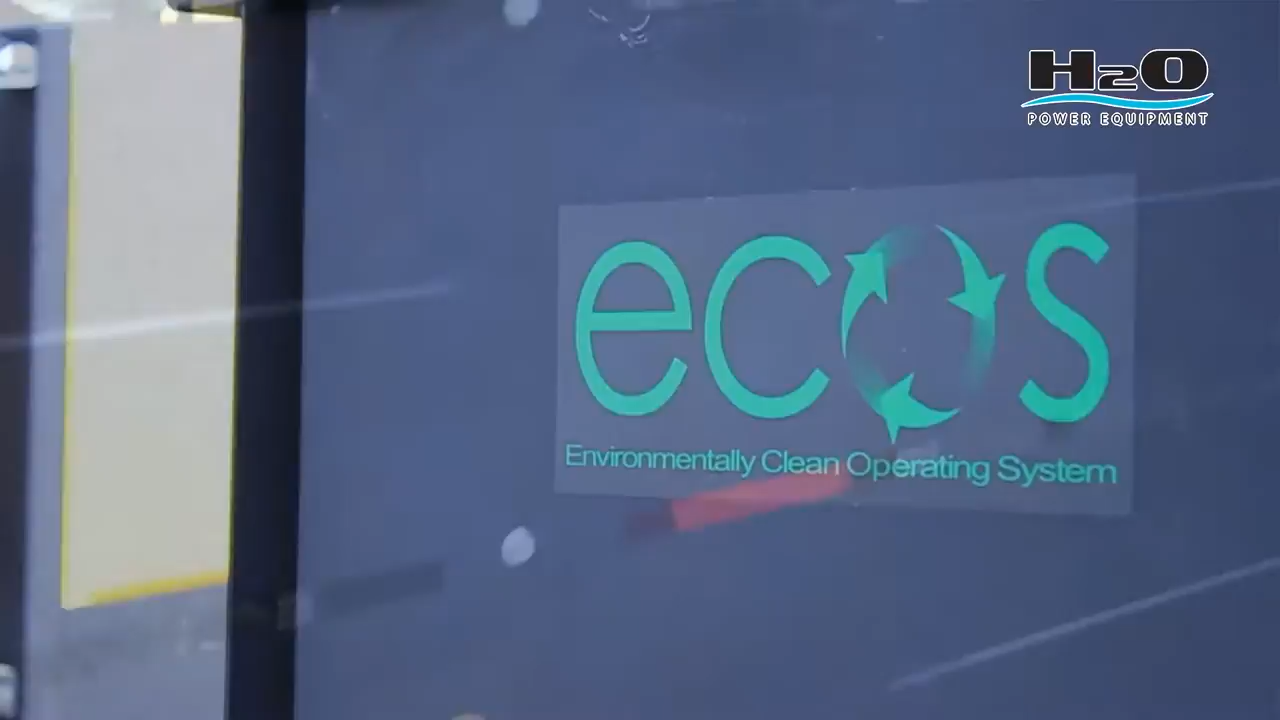 H2O
POWER EQUIPMENT
ecos
Environmentally Clean Operating System